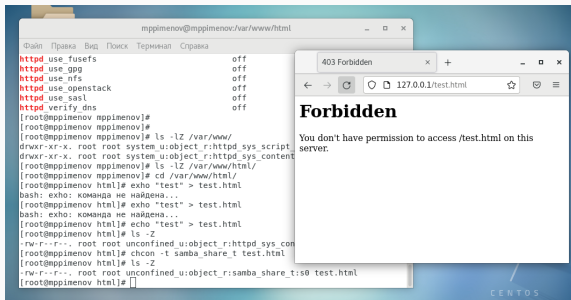 mppimenov@mppimenov:/var/www/html
Файл Правка Вид Поиск Терминал Справка
httpd_use_fusefs off
httpd_use_gpg off
httpd_use_nfs off
httpd_use_openstack off
httpd_use_sasl off
httpd_verify_dns off
[root@mppimenov mppimenov]#
[root@mppimenov mppimenov]#
[root@mppimenov mppimenov]# ls -lZ /var/www/
drwxr-xr-x. root root system_u:object_r:httpd_sys_script_
drwxr-xr-x. root root system_u:object_r:httpd_sys_content
[root@mppimenov mppimenov]# ls -lZ /var/www/html/
[root@mppimenov mppimenov]# cd /var/www/html/
[root@mppimenov html]# exho "test" > test.html
bash: exho: команда не найдена...
[root@mppimenov html]# exho "test" > test.html
bash: exho: команда не найдена...
[root@mppimenov html]# echo "test" > test.html
[root@mppimenov html]# ls -Z
-rw-r--r--. root root unconfined_u:object_r:httpd_sys_con
[root@mppimenov html]# chcon -t samba_share_t test.html
[root@mppimenov html]# ls -Z
-rw-r--r--. root root unconfined_u:object_r:samba_share_t:s0 test.html
[root@mppimenov html]#
403 Forbidden
127.0.0.1/test.html
Forbidden
You don't have permission to access /test.html on this
server.
7
CENTOS